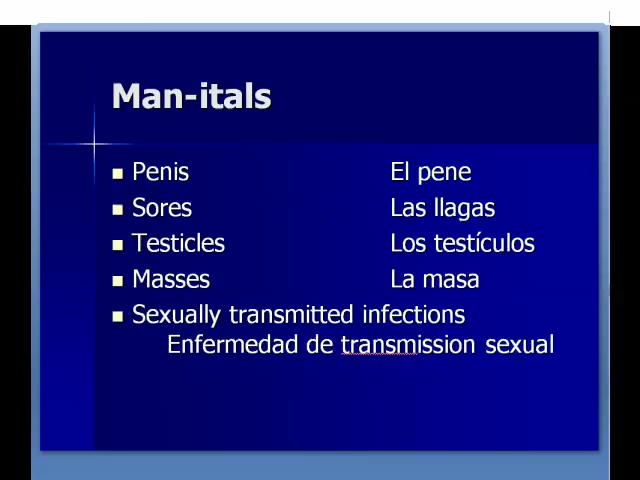 Man-itals
Penis El pene
Sores Las llagas
Testicles Los testículos
Masses La masa
Sexually transmitted infections
Enfermedad de transmission sexual